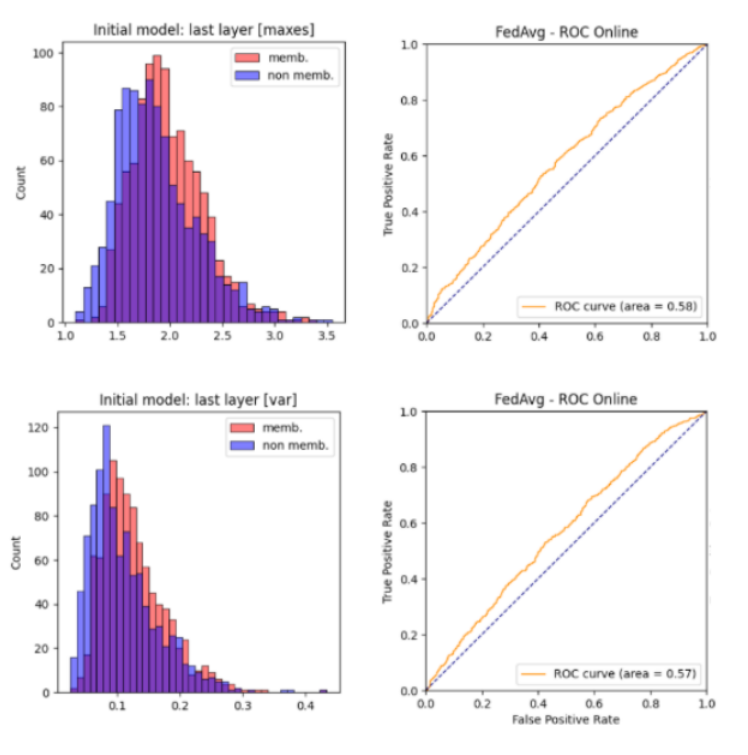 Initial model: last layer [maxes]
100
80
60
40
20
0
Count
1.0 1.5 2.0 2.5 3.0 3.5
memb.
non memb.
FedAvg - ROC Online
1.0
0.8
0.6
0.4
0.2
0.0
True Positive Rate
0.0 0.2 0.4 0.6 0.8 1.0
ROC curve (area = 0.58)
Initial model: last layer [var]
120
100
80
60
40
20
0
Count
0.1 0.2 0.3 0.4
memb.
non memb.
FedAvg - ROC Online
1.0
0.8
0.6
0.4
0.2
0.0
True Positive Rate
0.0 0.2 0.4 0.6 0.8 1.0
False Positive Rate
ROC curve (area = 0.57)